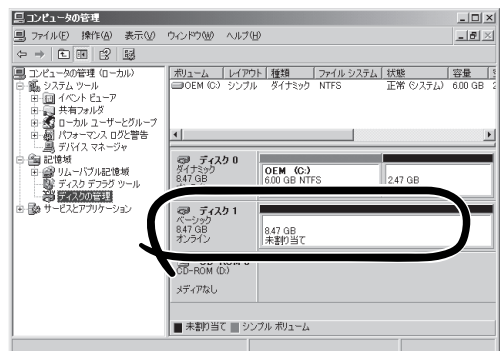 コンピュータの管理
ファイル(F) 操作(A) 表示(V) ウィンドウ(W) ヘルプ(H)
コンピュータの管理 (ローカル)
システム ツール
イベント ビューア
共有フォルダ
ローカル ユーザーとグループ
パフォーマンス ログと警告
デバイス マネージャ
記憶域
リムーバブル記憶域
ディスク デフラグ ツール
ディスクの管理
サービスとアプリケーション
ボリューム レイアウト 種類 ファイル システム 状態 容量
OEM (C:) シンプル ダイナミック NTFS 正常 (システム) 6.00 GB
ディスク 0
ダイナミック
8.47 GB
OEM (C:)
6.00 GB NTFS
2.47 GB
ディスク 1
ベーシック
8.47 GB
オンライン
8.47 GB
未割り当て
CD-ROM (D:)
メディアなし
未割り当て シンプル ボリューム